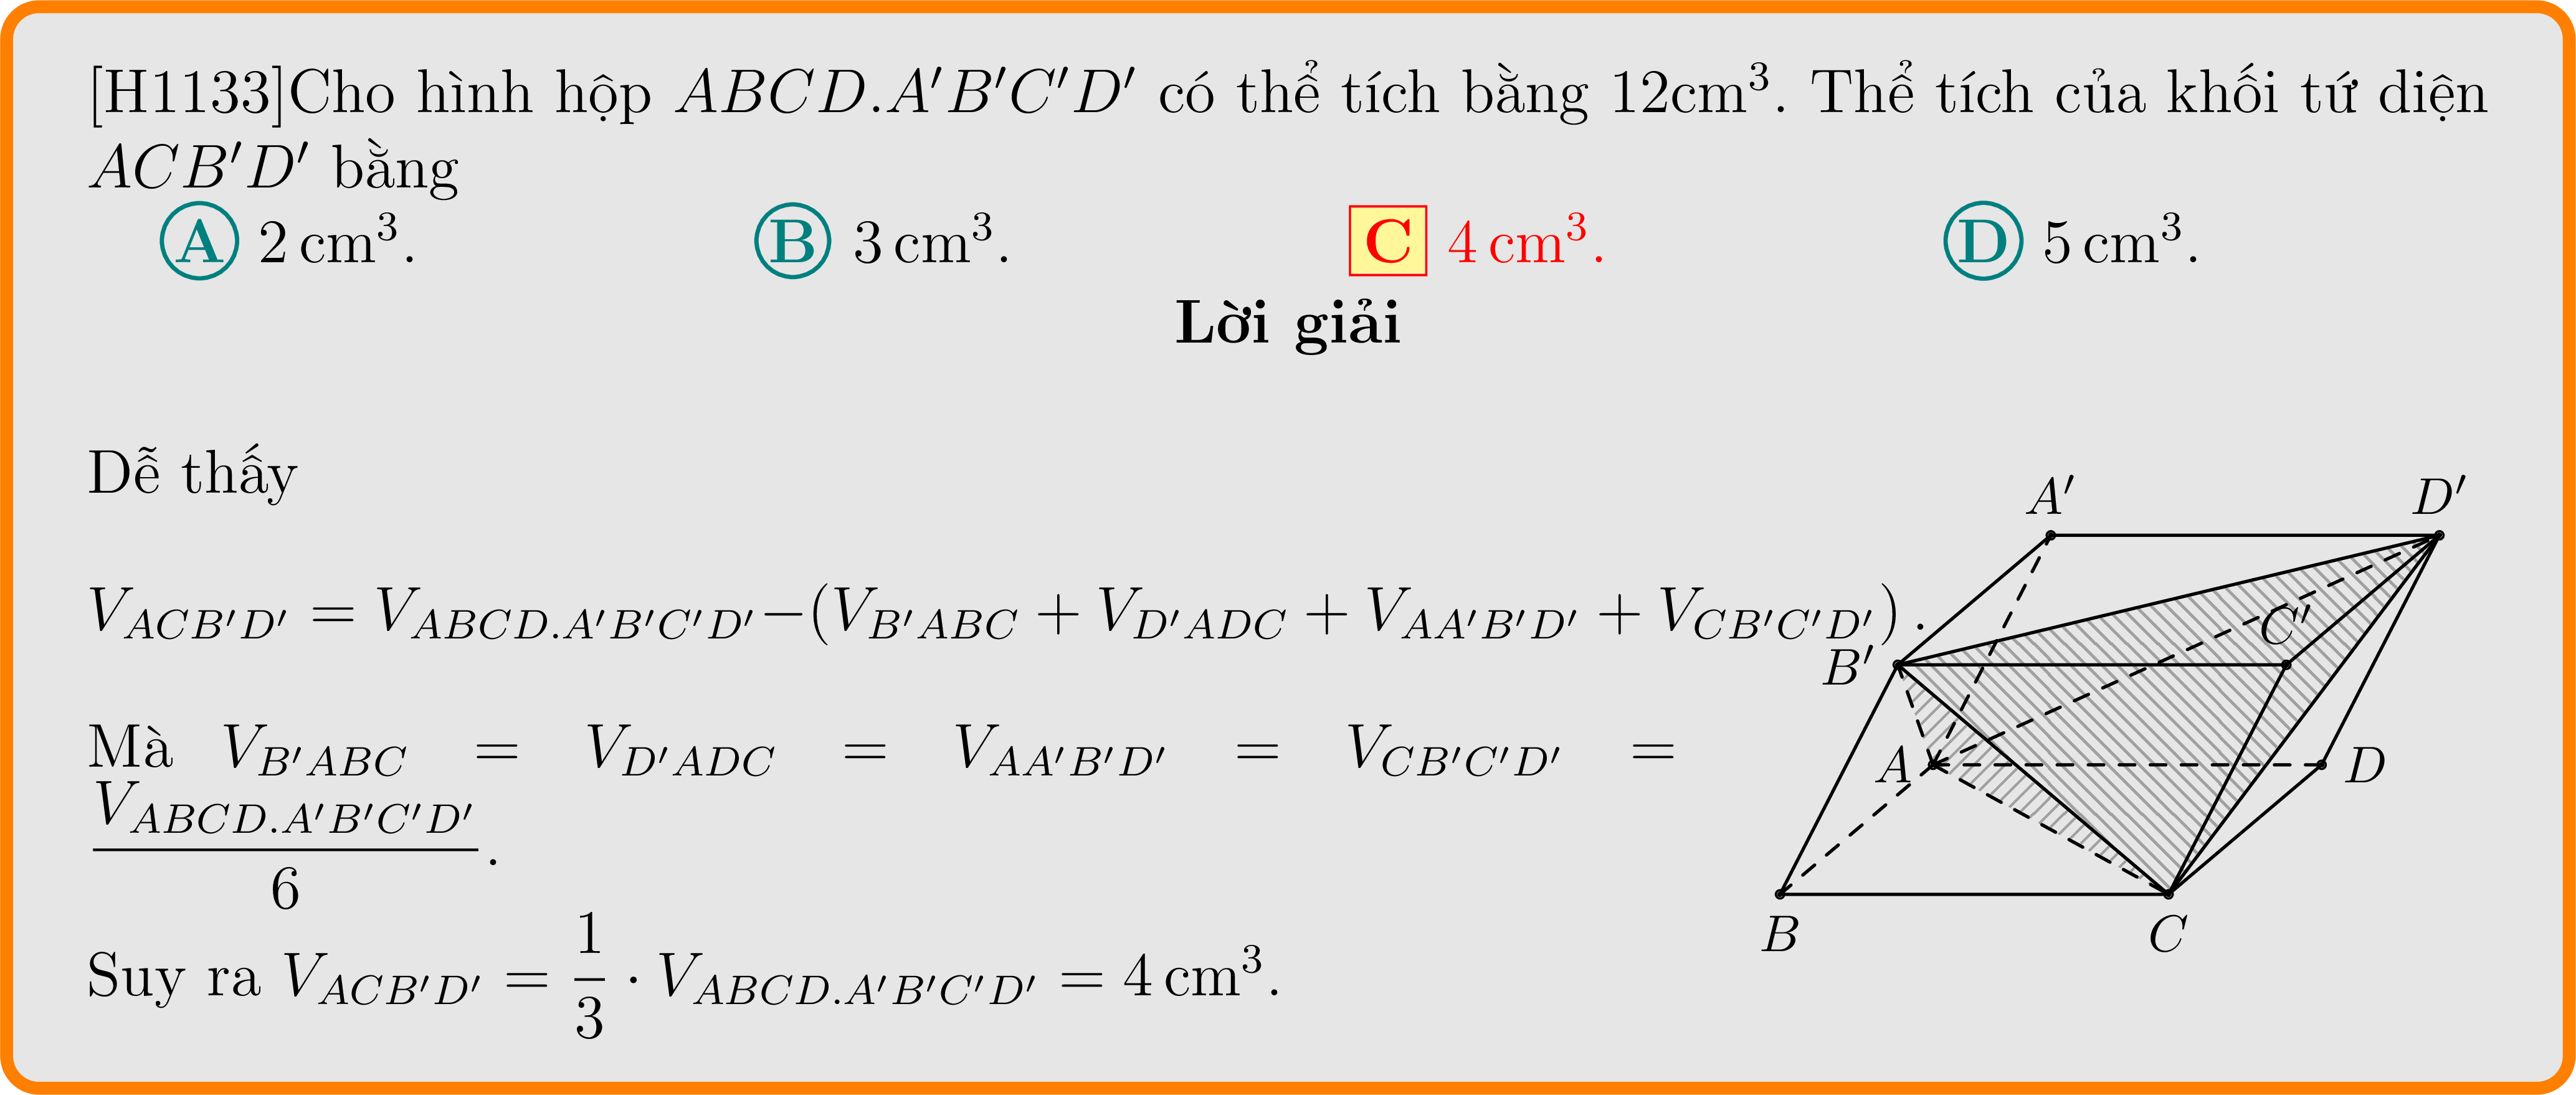 [H1133]Cho hình hộp ABCD.A′B′C′D′ có thể tích bằng 12cm³. Thể tích của khối tứ diện
ACB′D′ bằng
A 2 cm³. B 3 cm³. C 4 cm³. D 5 cm³.
Lời giải
Dễ thấy
V_{ACB′D′} = V_{ABCD.A′B′C′D′} − (V_{B′ABC} + V_{D′ADC} + V_{AA′B′D′} + V_{CB′C′D′}).
Mà V_{B′ABC} = V_{D′ADC} = V_{AA′B′D′} = V_{CB′C′D′} =
\frac{V_{ABCD.A′B′C′D′}}{6}.
Suy ra V_{ACB′D′} = \frac{1}{3} · V_{ABCD.A′B′C′D′} = 4 cm³.
A′ D′
C′
B′
A D
B C